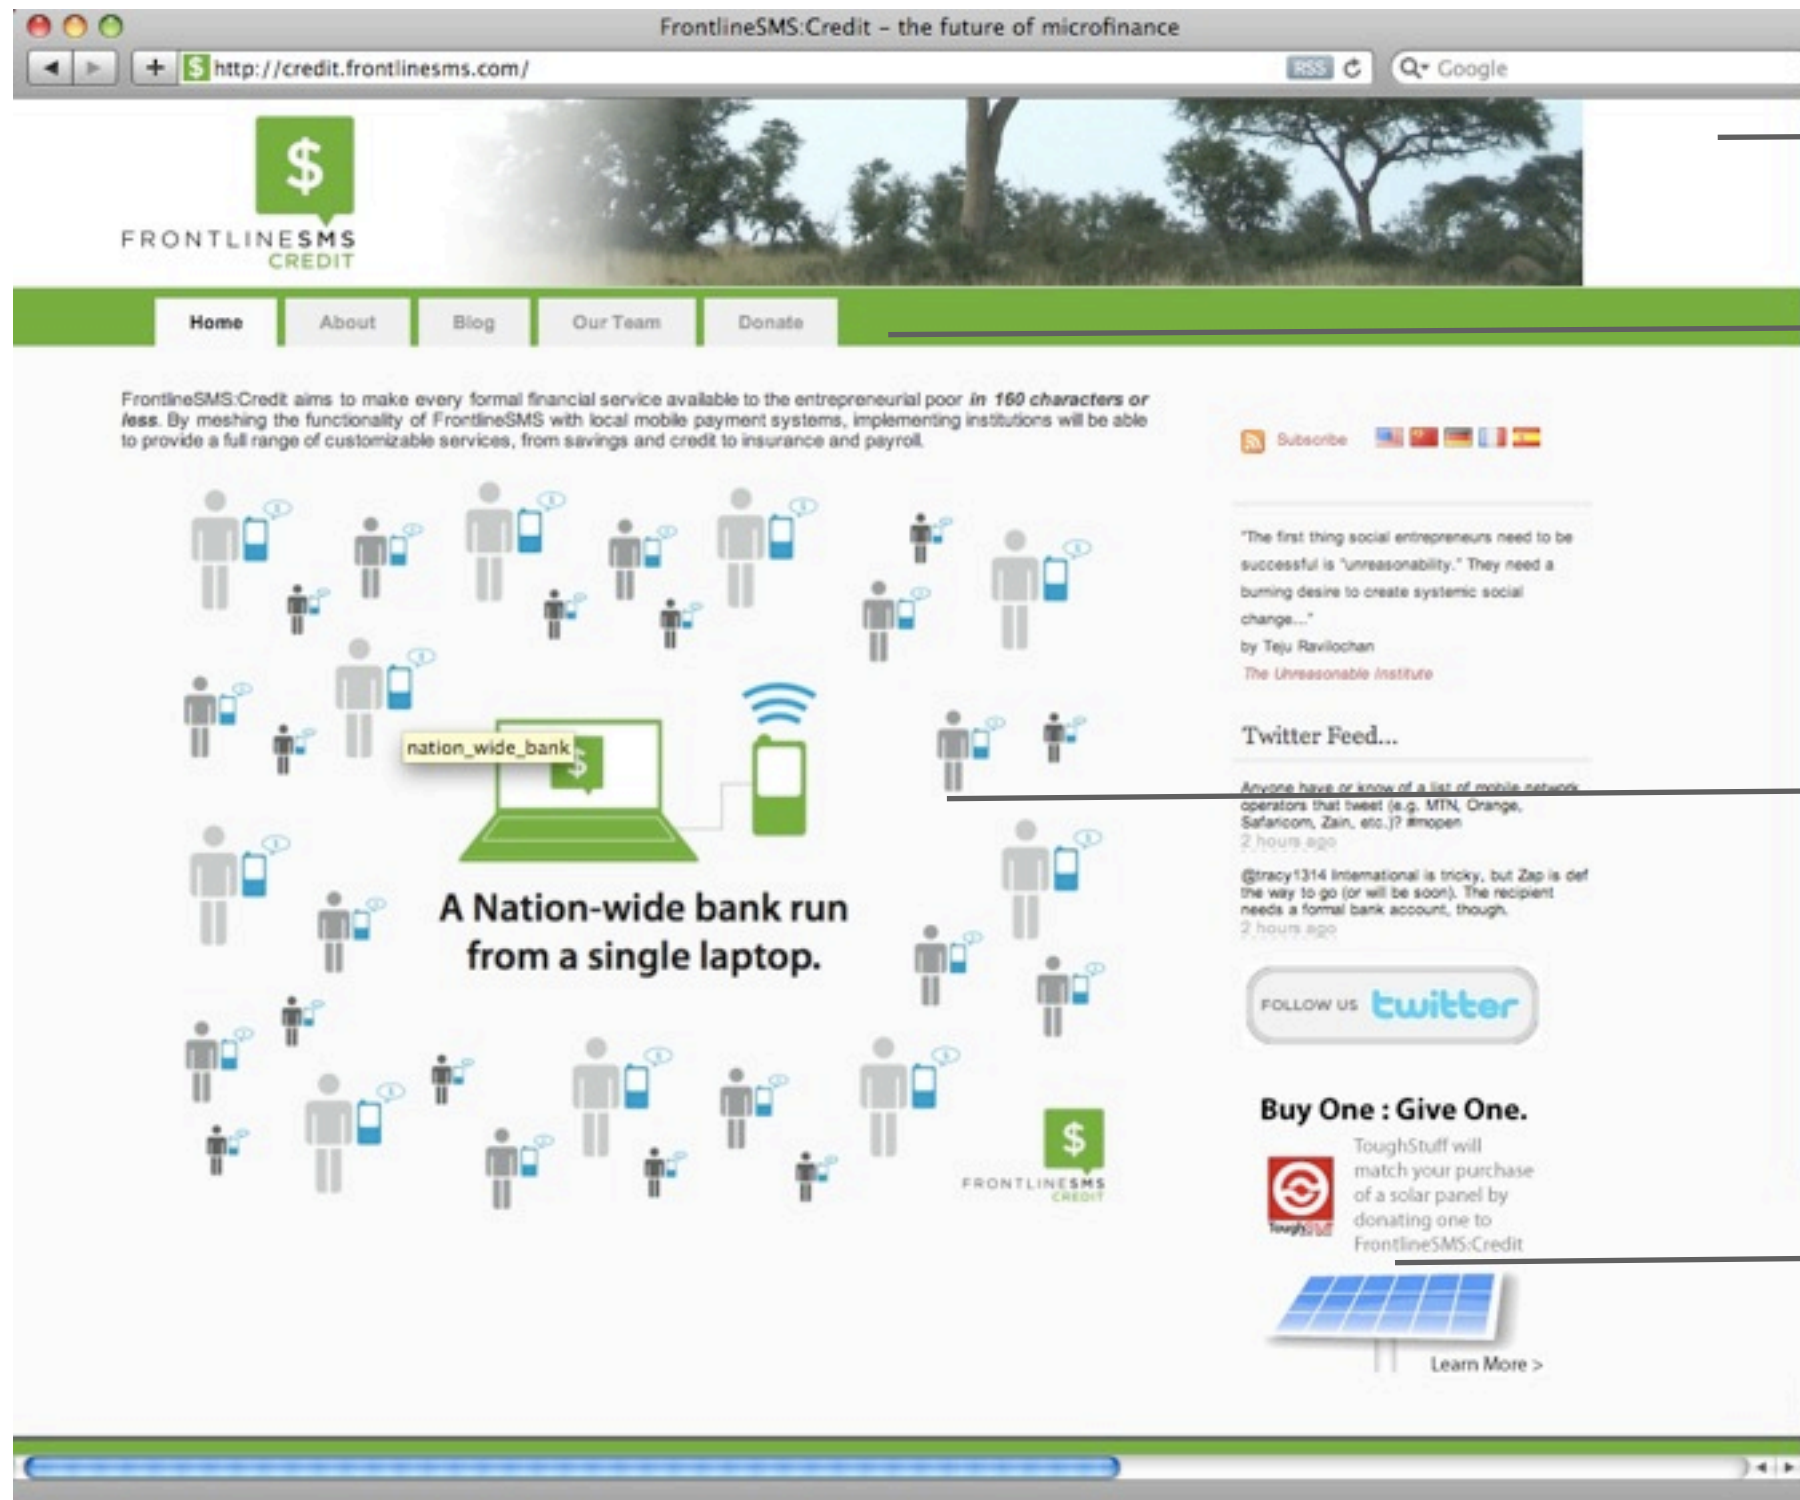 FrontlineSMS:Credit – the future of microfinance
http://credit.frontlinesms.com/
RSS
Google
$
FRONTLINESMS
CREDIT
Home
About
Blog
Our Team
Donate
FrontlineSMS:Credit aims to make every formal financial service available to the entrepreneurial poor in 160 characters or
less. By meshing the functionality of FrontlineSMS with local mobile payment systems, implementing institutions will be able
to provide a full range of customizable services, from savings and credit to insurance and payroll.
nation_wide_bank
$
A Nation-wide bank run
from a single laptop.
$
FRONTLINESMS
CREDIT
Subscribe
"The first thing social entrepreneurs need to be
successful is "unreasonability." They need a
burning desire to create systemic social
change..."
by Teju Ravilochan
The Unreasonable Institute
Twitter Feed...
Anyone have or know of a list of mobile network
operators that tweet (e.g. MTN, Orange,
Safaricom, Zain, etc.)? #mopen
2 hours ago
@tracy1314 International is tricky, but Zap is def
the way to go (or will be soon). The recipient
needs a formal bank account, though.
2 hours ago
FOLLOW US twitter
Buy One : Give One.
ToughStuff will
match your purchase
of a solar panel by
donating one to
FrontlineSMS:Credit
ToughStuff
Learn More >